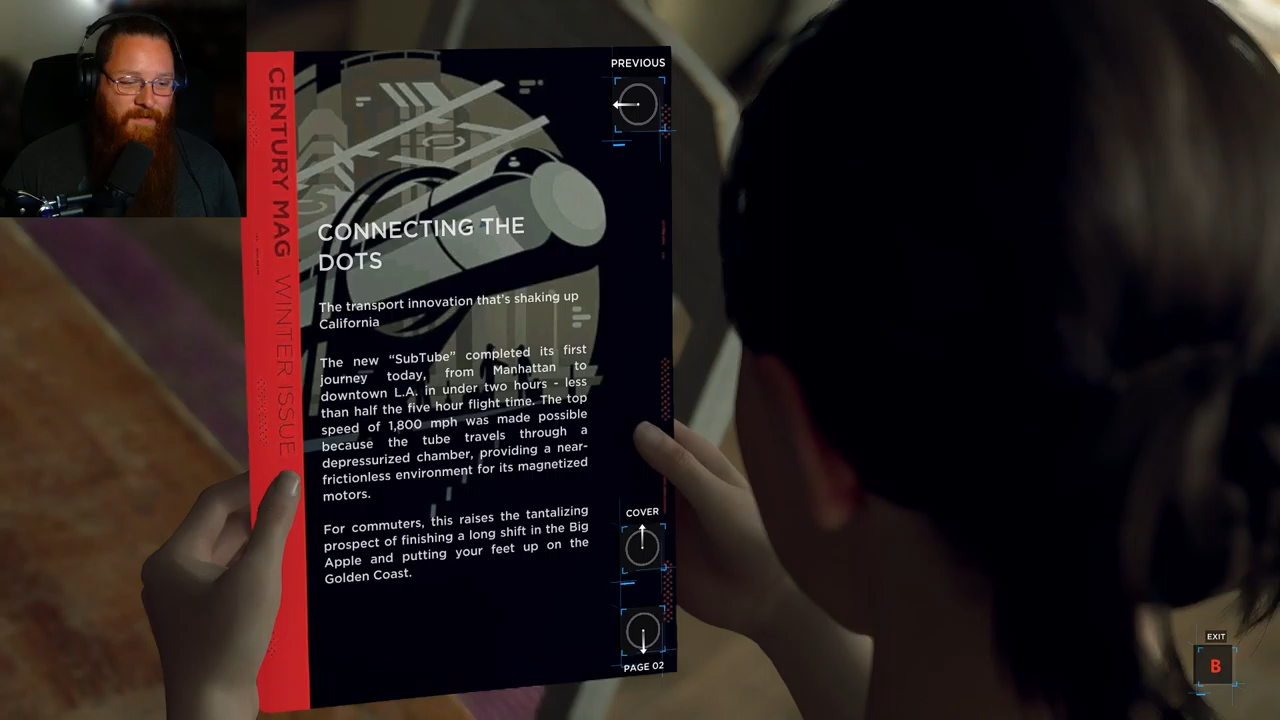 PREVIOUS
CENTURY MAG WINTER ISSUE
CONNECTING THE
DOTS
The transport innovation that's shaking up
California
The new “SubTube” completed its first
journey today, from Manhattan to
downtown L.A. in under two hours - less
than half the five hour flight time. The top
speed of 1,800 mph was made possible
because the tube travels through a
depressurized chamber, providing a near-
frictionless environment for its magnetized
motors.
For commuters, this raises the tantalizing
prospect of finishing a long shift in the Big
Apple and putting your feet up on the
Golden Coast.
COVER
PAGE 02
EXIT
B